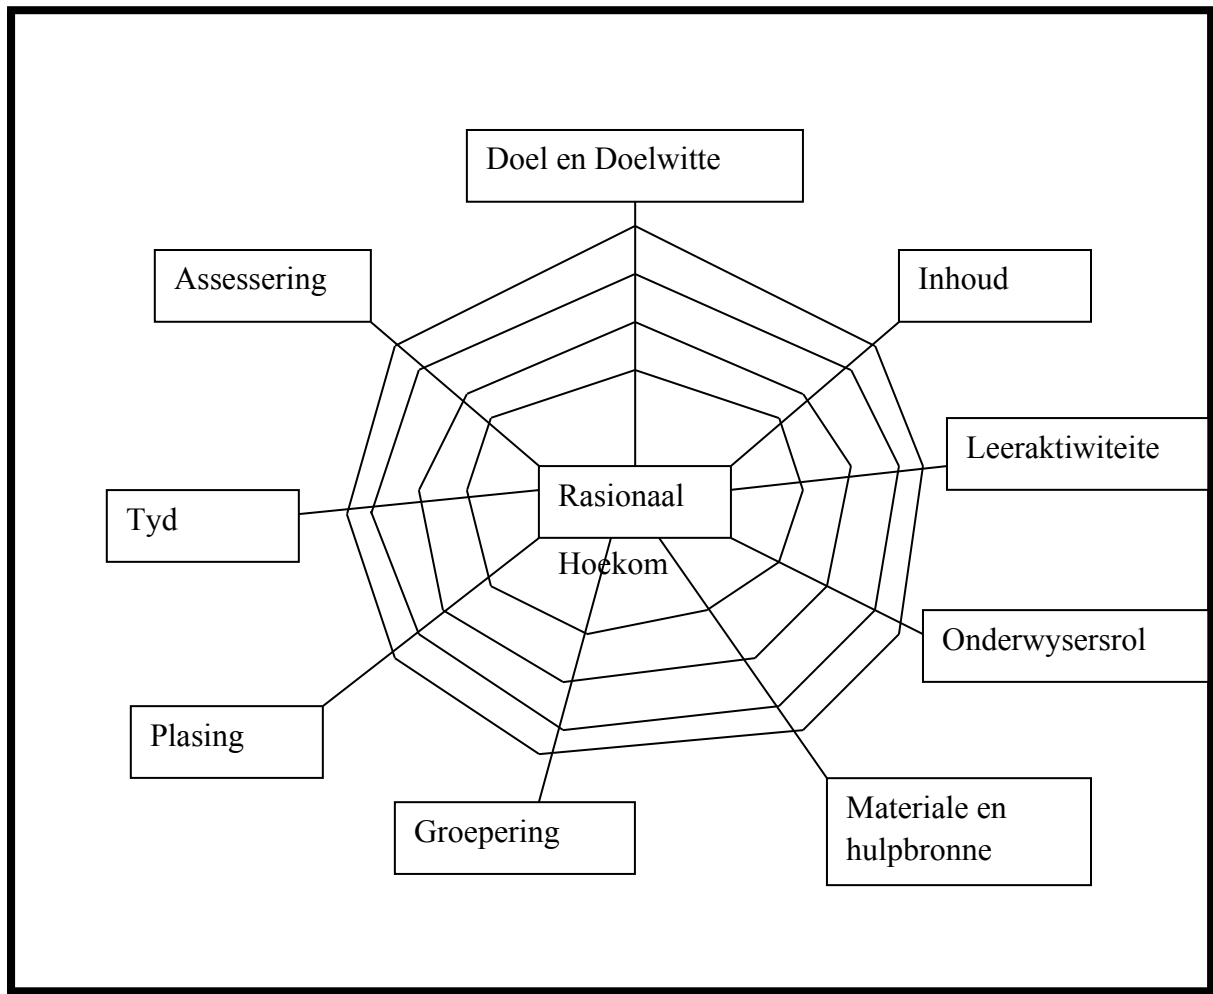 Doel en Doelwitte
Assessering
Inhoud
Leeraktiwiteite
Rasionaal
Hoekom
Tyd
Onderwysersrol
Plasing
Groepering
Materiale en
hulpbronne